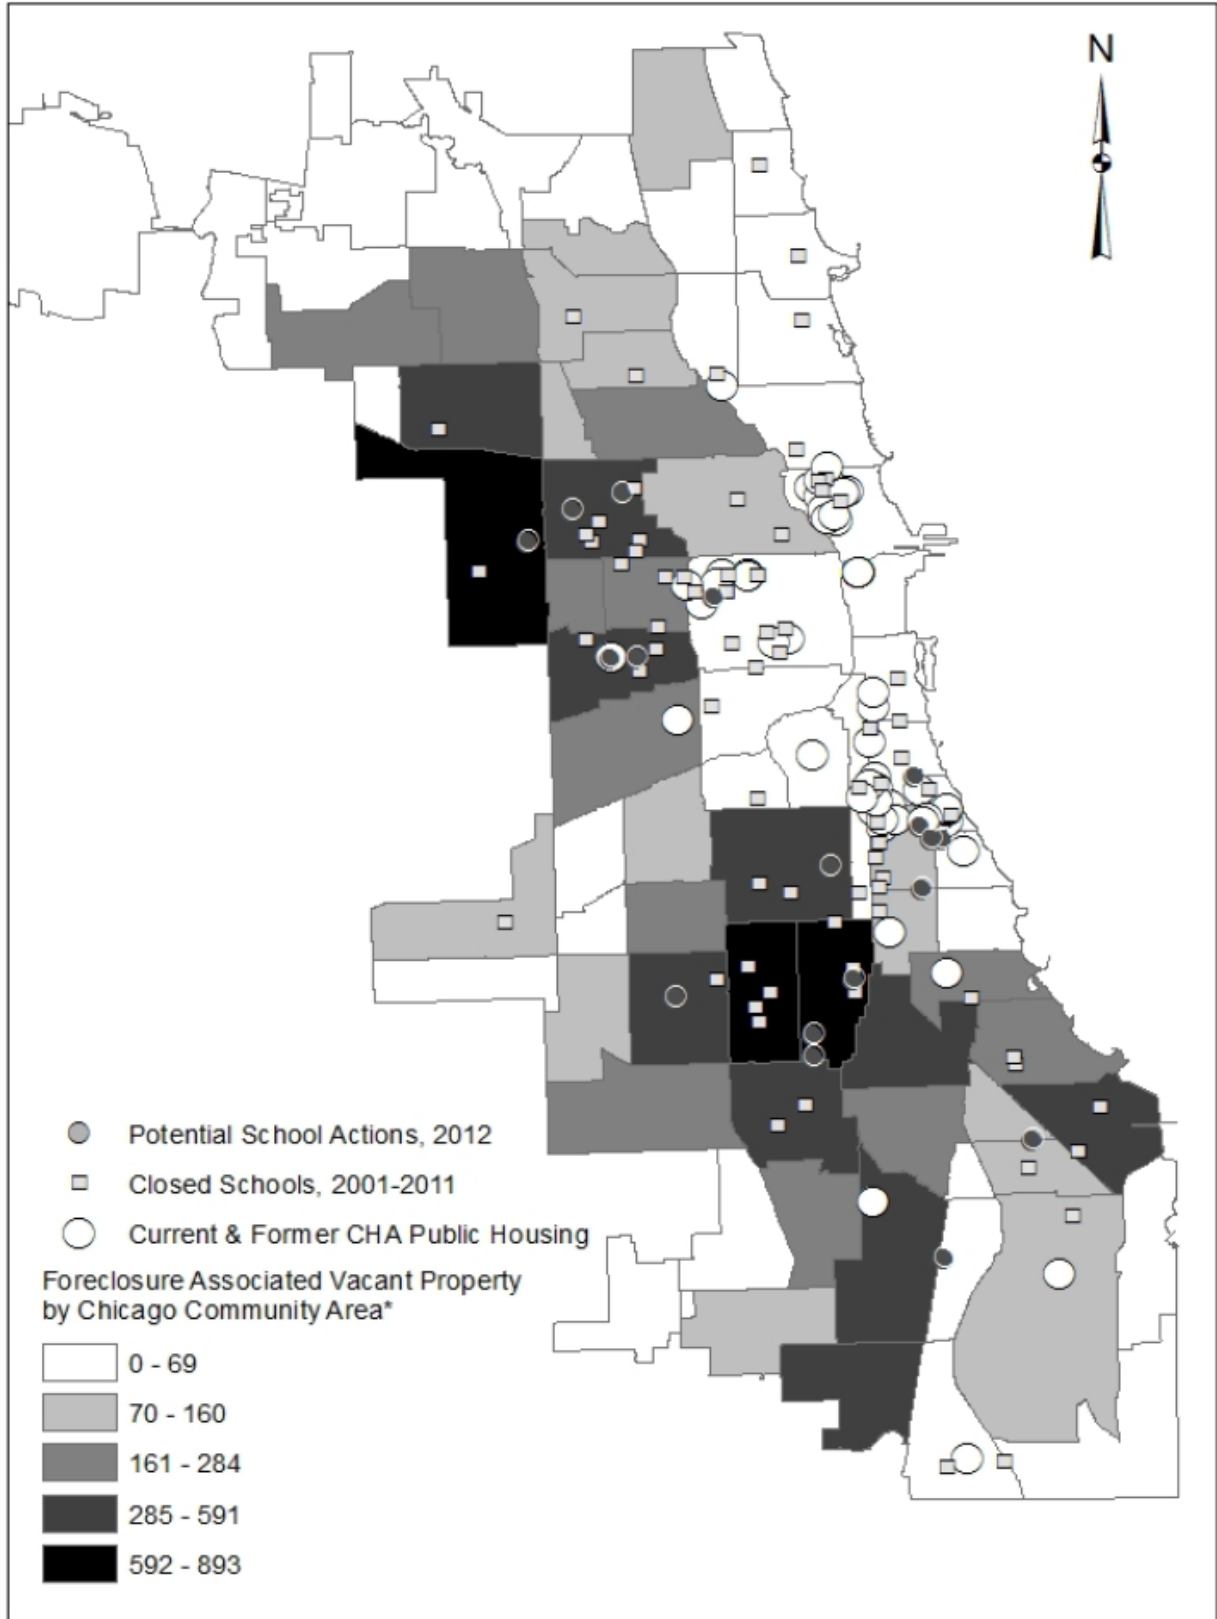 N
Potential School Actions, 2012
Closed Schools, 2001-2011
Current & Former CHA Public Housing
Foreclosure Associated Vacant Property
by Chicago Community Area*
0 - 69
70 - 160
161 - 284
285 - 591
592 - 893